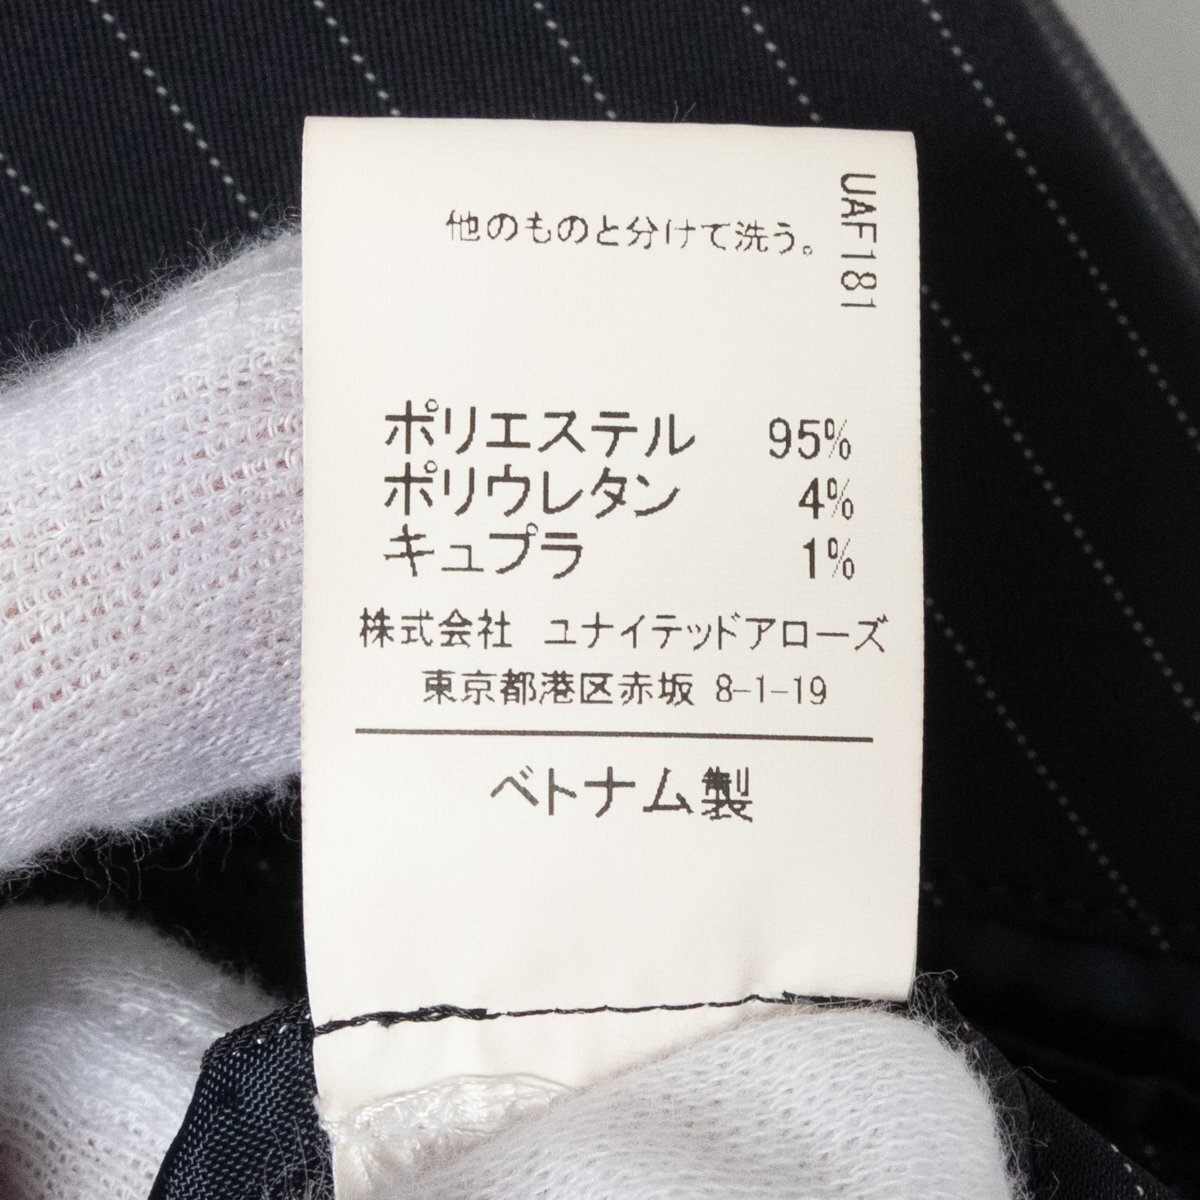 他のものと分けて洗う。
UAF181
ポリエステル 95%
ポリウレタン 4%
キュプラ 1%
株式会社 ユナイテッドアローズ
東京都港区赤坂 8-1-19
ベトナム製